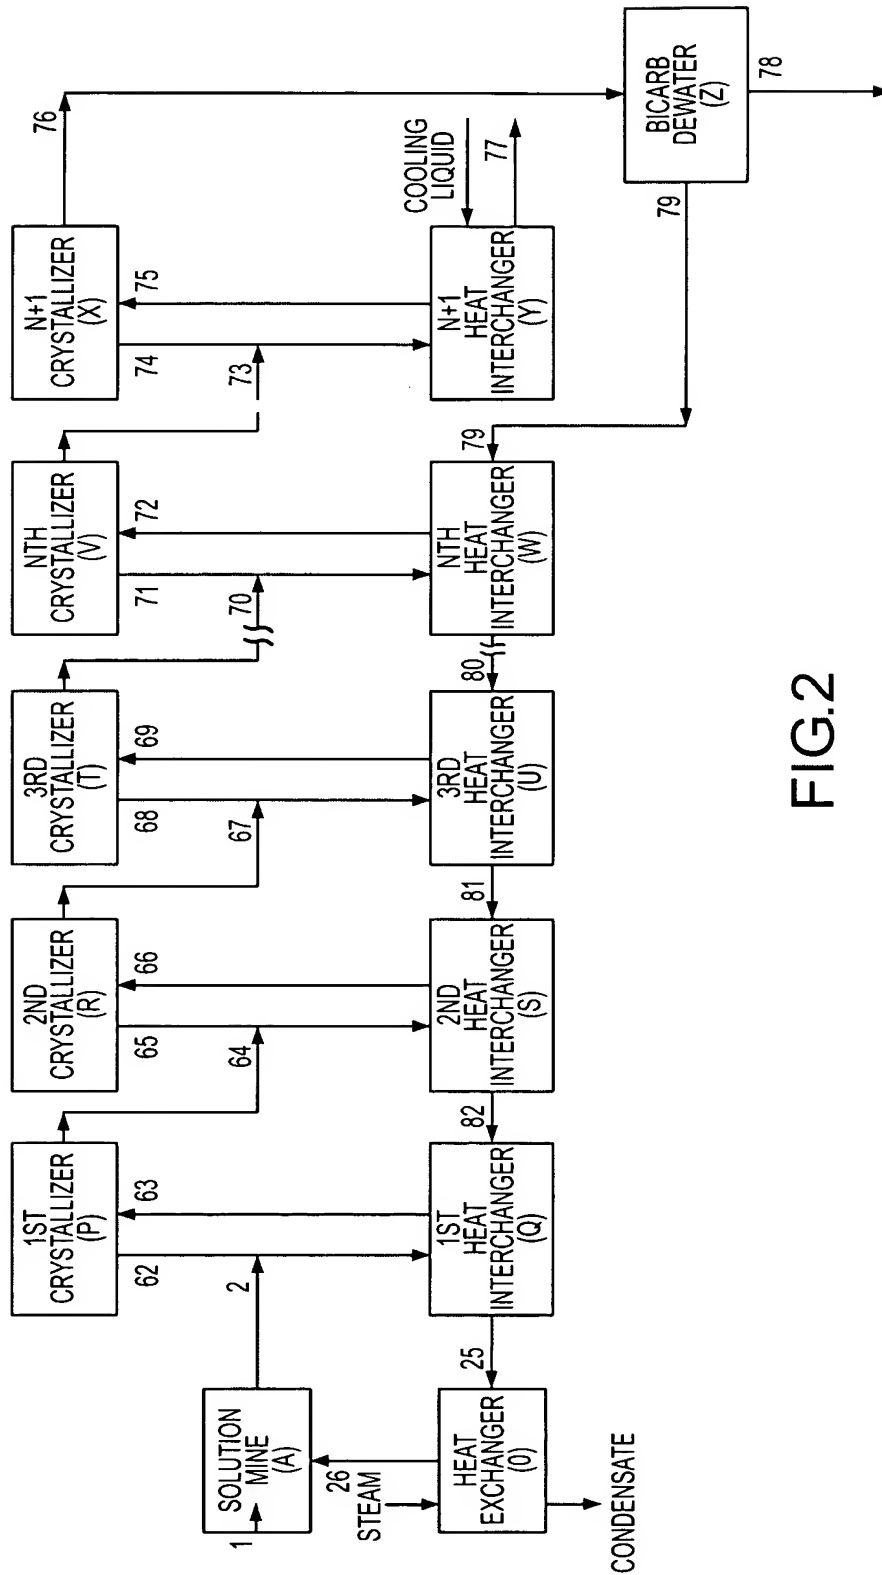 1
SOLUTION
MINE
(A)
2
26
STEAM
HEAT
EXCHANGER
(0)
CONDENSATE
25
1ST
CRYSTALLIZER
(P)
62
63
1ST
HEAT
INTERCHANGER
(Q)
82
64
2ND
CRYSTALLIZER
(R)
65
66
2ND
HEAT
INTERCHANGER
(S)
81
67
3RD
CRYSTALLIZER
(T)
68
69
3RD
HEAT
INTERCHANGER
(U)
80
70
NTH
CRYSTALLIZER
(V)
71
72
NTH
HEAT
INTERCHANGER
(W)
79
73
N+1
CRYSTALLIZER
(X)
74
75
N+1
HEAT
INTERCHANGER
(Y)
COOLING
LIQUID
77
76
79
BICARB
DEWATER
(Z)
78
FIG.2